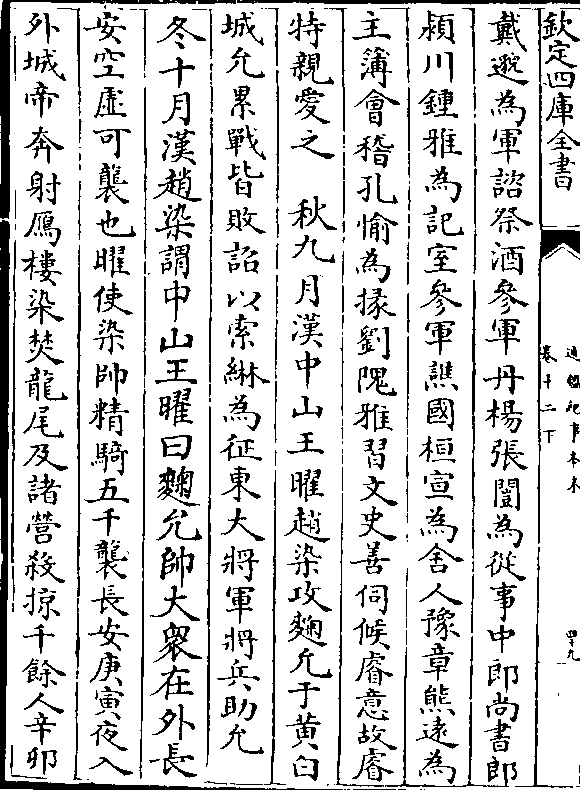 欽定四庫全書
通鑑紀事本末
卷十二下
四十九
戴邈為軍諮祭酒參軍丹楊張闓為從事中郎尚書郎
潁川鍾雅為記室參軍譙國桓宣為舍人豫章熊遠為
主簿會稽孔愉為掾劉隗雅習文史善伺候睿意故睿
特親愛之 秋九月漢中山王曜趙染攻麴允于黄白
城允累戰皆敗詔以索綝為征東大將軍將兵助允
冬十月漢趙染謂中山王曜曰麴允帥大衆在外長
安空虛可襲也曜使染帥精騎五千襲長安庚寅夜入
外城帝奔射鴈樓染焚龍尾及諸營殺掠千餘人辛卯